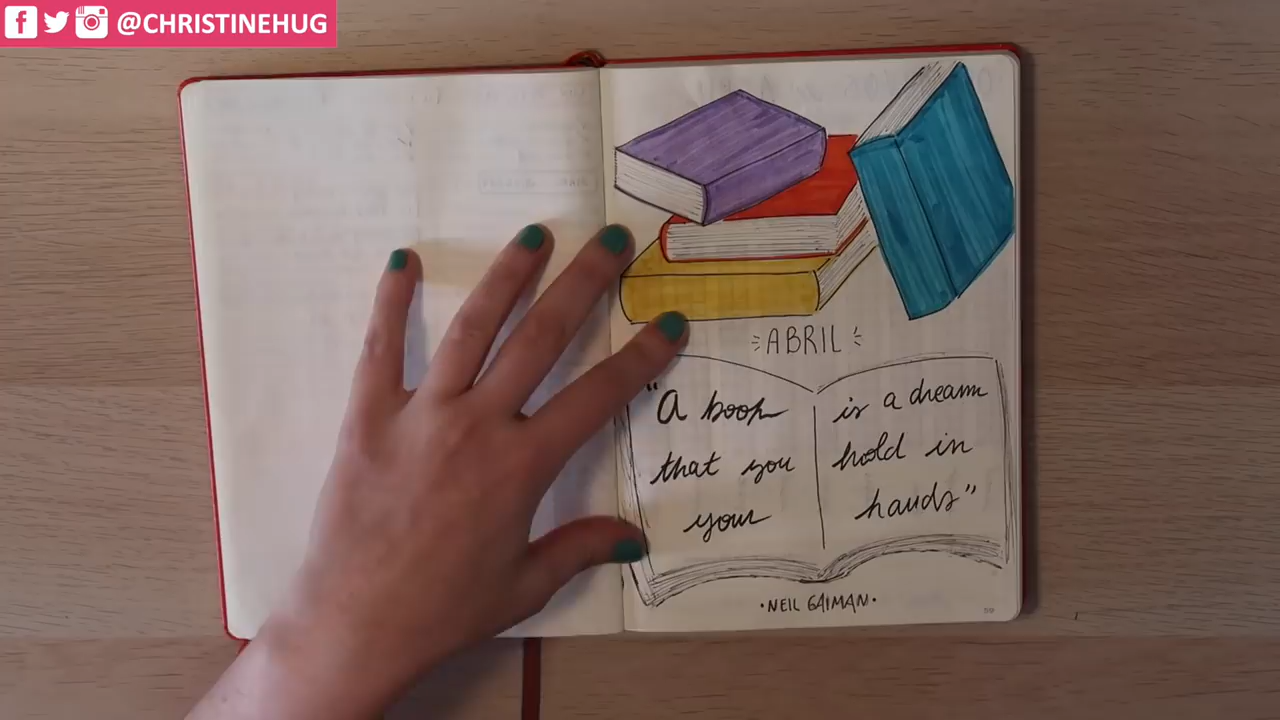 @CHRISTINEHUG
ABRIL
"A book is a dream
that you hold in
your hands"
•NEIL GAIMAN•